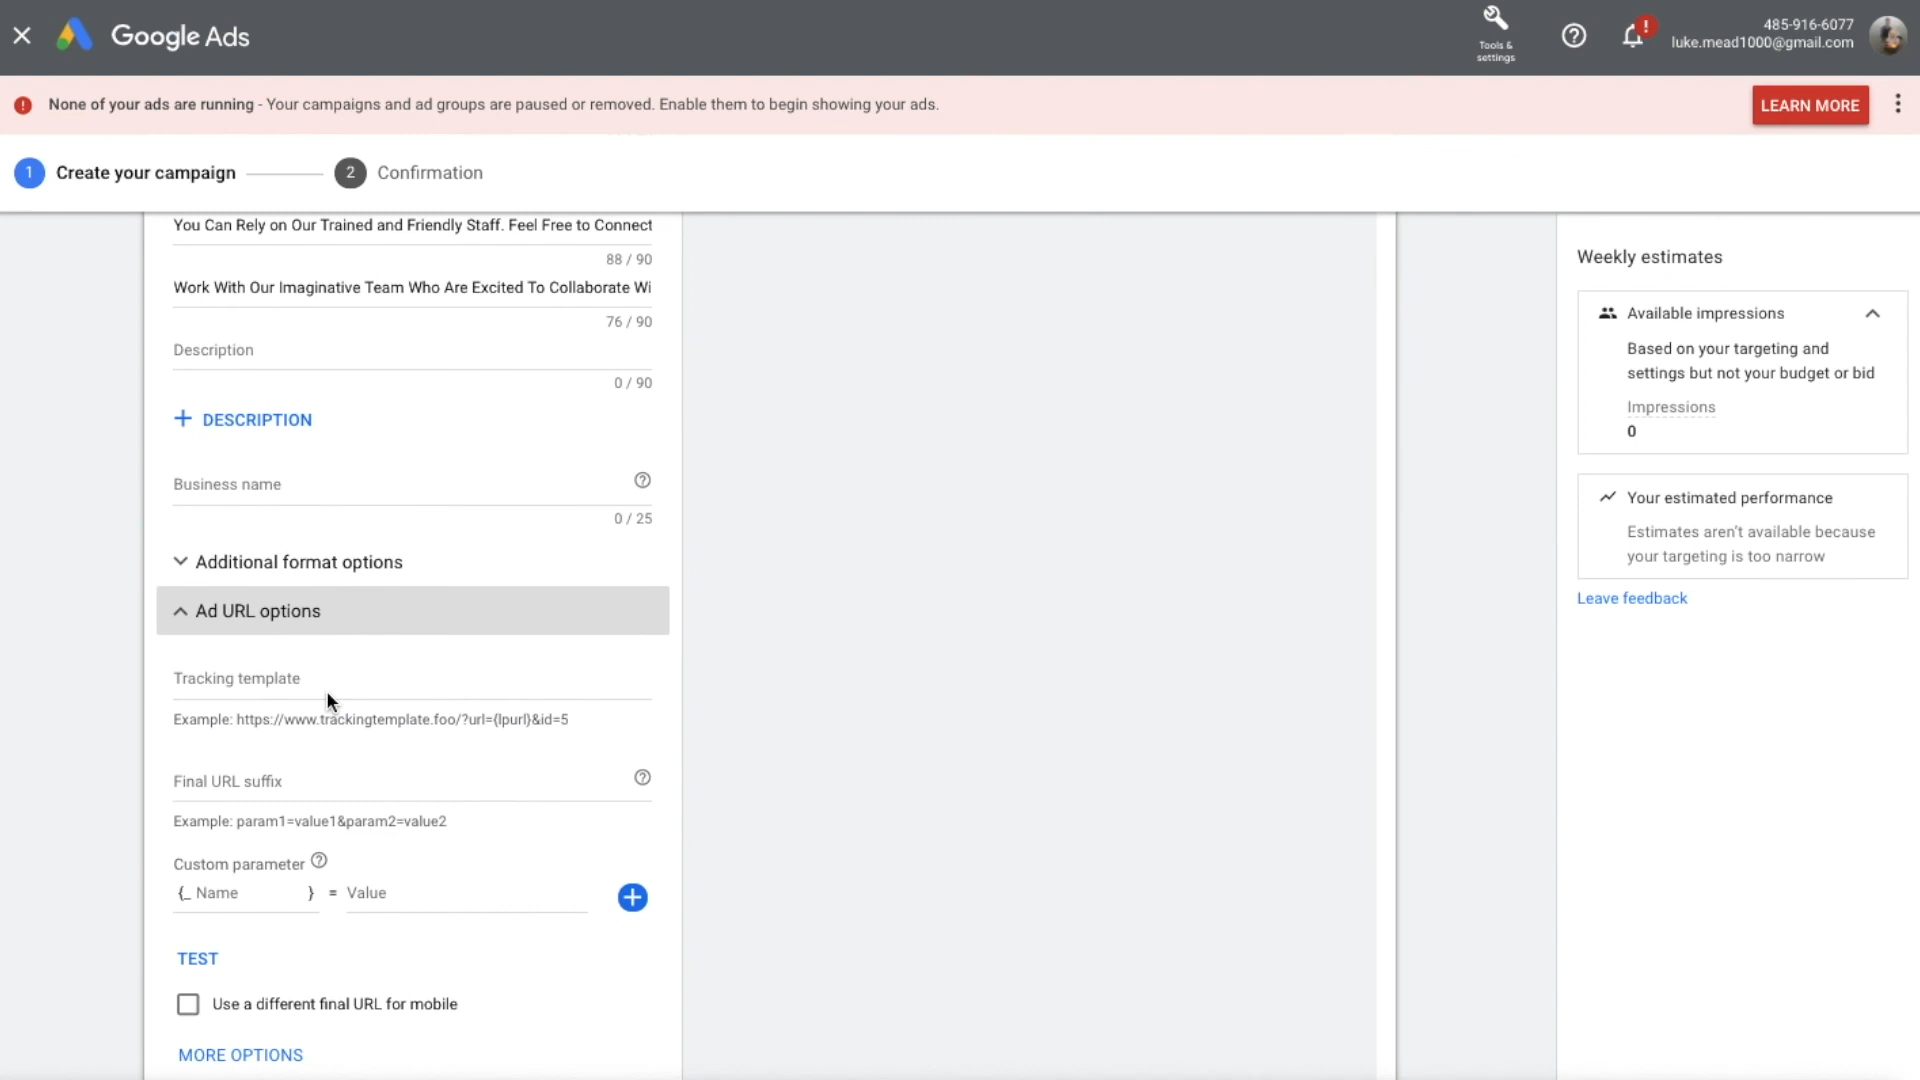 Google Ads
Tools &
settings
485-916-6077
luke.mead1000@gmail.com
None of your ads are running - Your campaigns and ad groups are paused or removed. Enable them to begin showing your ads.
LEARN MORE
1 Create your campaign
2 Confirmation
You Can Rely on Our Trained and Friendly Staff. Feel Free to Connect
88 / 90
Work With Our Imaginative Team Who Are Excited To Collaborate Wi
76 / 90
Description
0 / 90
+ DESCRIPTION
Business name
0 / 25
Additional format options
Ad URL options
Tracking template
Example: https://www.trackingtemplate.foo/?url={lpurl}&id=5
Final URL suffix
Example: param1=value1&param2=value2
Custom parameter
{_ Name } = Value
TEST
Use a different final URL for mobile
MORE OPTIONS
Weekly estimates
Available impressions
Based on your targeting and
settings but not your budget or bid
Impressions
0
Your estimated performance
Estimates aren't available because
your targeting is too narrow
Leave feedback